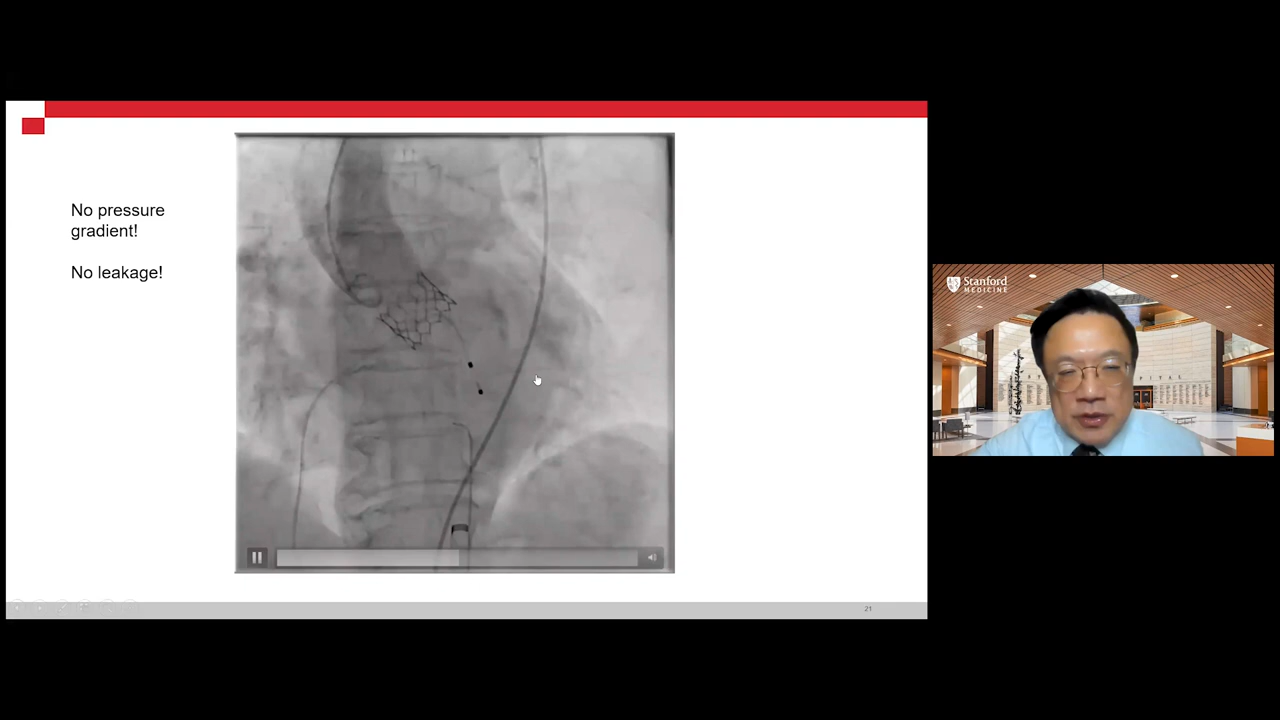 No pressure
gradient!
No leakage!
21
Stanford
MEDICINE